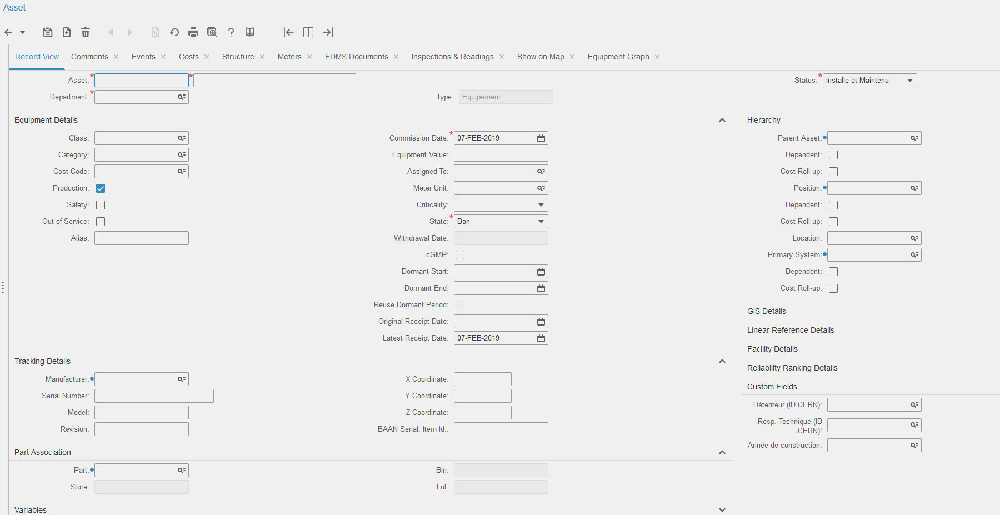 Asset
Record View Comments Events Costs Structure Meters EDMS Documents Inspections & Readings Show on Map Equipment Graph
Asset:* * Status:* Installe et Maintenu
Department:* Type: Equipement
Equipment Details
Class: Commission Date:* 07-FEB-2019
Category: Equipment Value:
Cost Code: Assigned To:
Production: Meter Unit:
Safety: Criticality:
Out of Service: State:* Bon
Alias: Withdrawal Date:
cGMP:
Dormant Start:
Dormant End:
Reuse Dormant Period:
Original Receipt Date:
Latest Receipt Date: 07-FEB-2019
Tracking Details
Manufacturer: X Coordinate:
Serial Number: Y Coordinate:
Model: Z Coordinate:
Revision: BAAN Serial. Item Id.:
Part Association
Part: Bin:
Store: Lot:
Variables
Hierarchy
Parent Asset:
Dependent:
Cost Roll-up:
Position:
Dependent:
Cost Roll-up:
Location:
Primary System:
Dependent:
Cost Roll-up:
GIS Details
Linear Reference Details
Facility Details
Reliability Ranking Details
Custom Fields
Détenteur (ID CERN):
Resp. Technique (ID
CERN):
Année de construction: